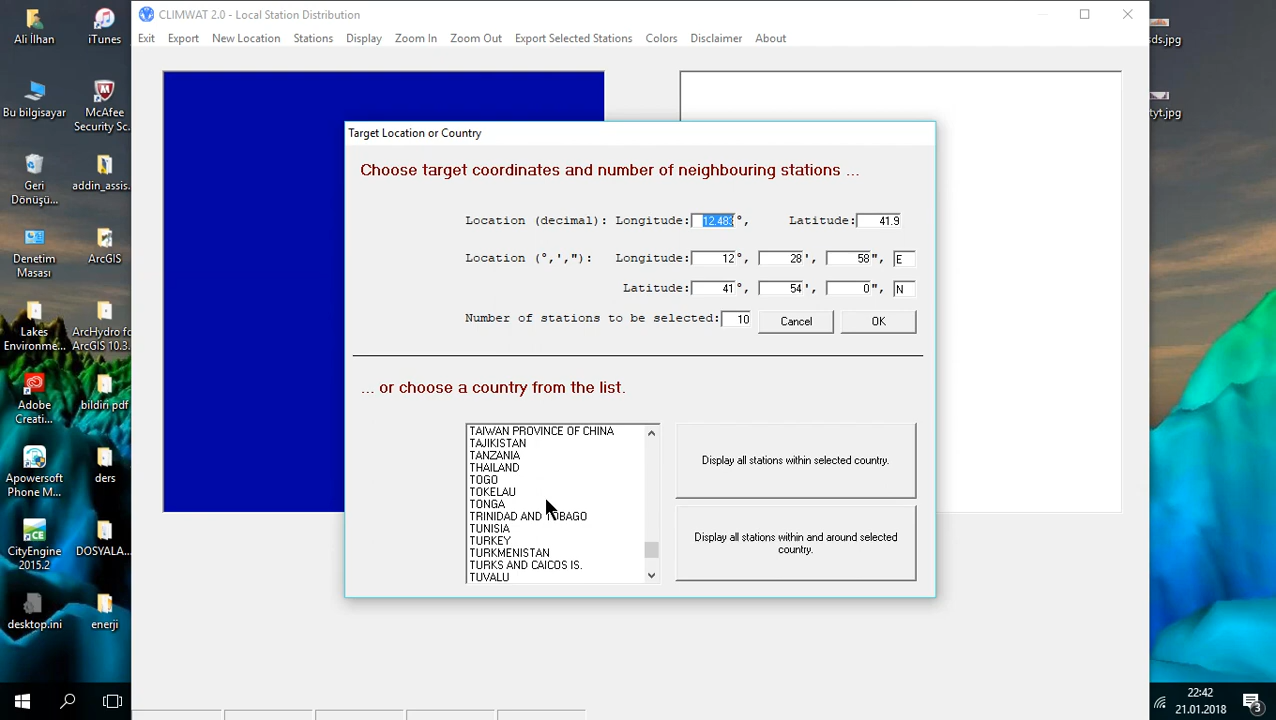 CLIMWAT 2.0 - Local Station Distribution
Exit Export New Location Stations Display Zoom In Zoom Out Export Selected Stations Colors Disclaimer About
Target Location or Country
Choose target coordinates and number of neighbouring stations ...
Location (decimal): Longitude: 12.483 °, Latitude: 41.9
Location (°,',"): Longitude: 12 °, 28 ', 58 ", E
Latitude: 41 °, 54 ', 0 ", N
Number of stations to be selected: 10 Cancel OK
... or choose a country from the list.
TAIWAN PROVINCE OF CHINA
TAJIKISTAN
TANZANIA
THAILAND
TOGO
TOKELAU
TONGA
TRINIDAD AND TOBAGO
TUNISIA
TURKEY
TURKMENISTAN
TURKS AND CAICOS IS.
TUVALU
Display all stations within selected country.
Display all stations within and around selected
country.
Ali İlhan
iTunes
Bu bilgisayar
McAfee
Security Sc...
Geri
Dönüşü...
addin_assis...
Denetim
Masası
ArcGIS
Lakes
Environme...
ArcHydro for
ArcGIS 10.3...
Adobe
Creati...
bildiri pdf
Apowersoft
Phone M...
ders
CityEngine
2015.2
DOSYALA...
desktop.ini
enerji
sds.jpg
tyt.jpg
22:42
21.01.2018
3